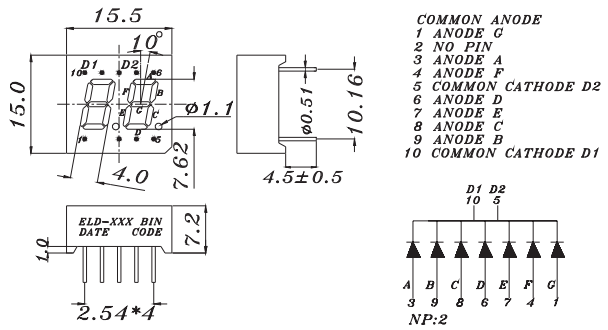 15.5
10°
15.0
D1 D2
10 6
A
F B
G
E C
D
1 5
ø1.1
7.62
4.0
ø0.51
10.16
4.5±0.5
ELD-XXX BIN
DATE CODE
1.0
7.2
2.54*4
COMMON ANODE
1 ANODE G
2 NO PIN
3 ANODE A
4 ANODE F
5 COMMON CATHODE D2
6 ANODE D
7 ANODE E
8 ANODE C
9 ANODE B
10 COMMON CATHODE D1
D1 D2
10 5
A B C D E F G
3 9 8 6 7 4 1
NP:2